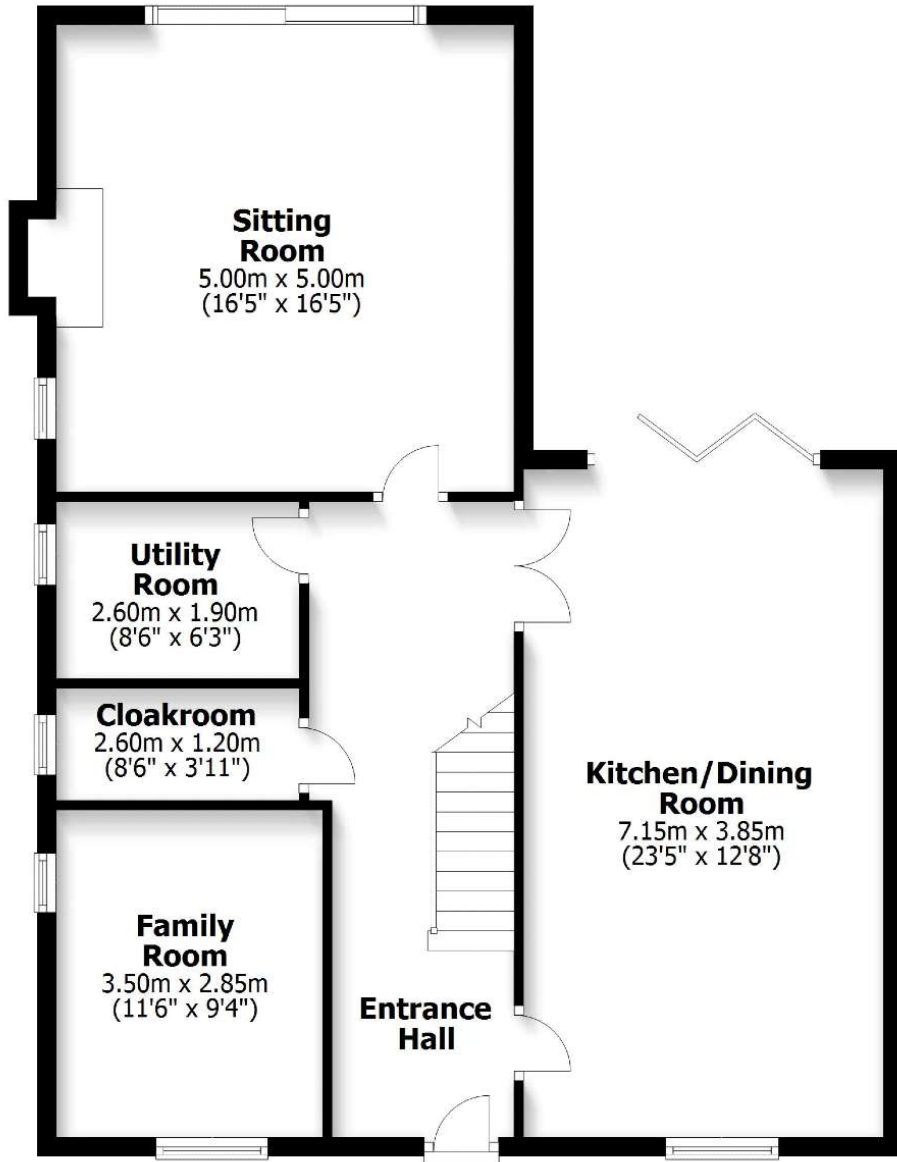 Sitting
Room
5.00m x 5.00m
(16'5" x 16'5")
Utility
Room
2.60m x 1.90m
(8'6" x 6'3")
Cloakroom
2.60m x 1.20m
(8'6" x 3'11")
Kitchen/Dining
Room
7.15m x 3.85m
(23'5" x 12'8")
Family
Room
3.50m x 2.85m
(11'6" x 9'4")
Entrance
Hall